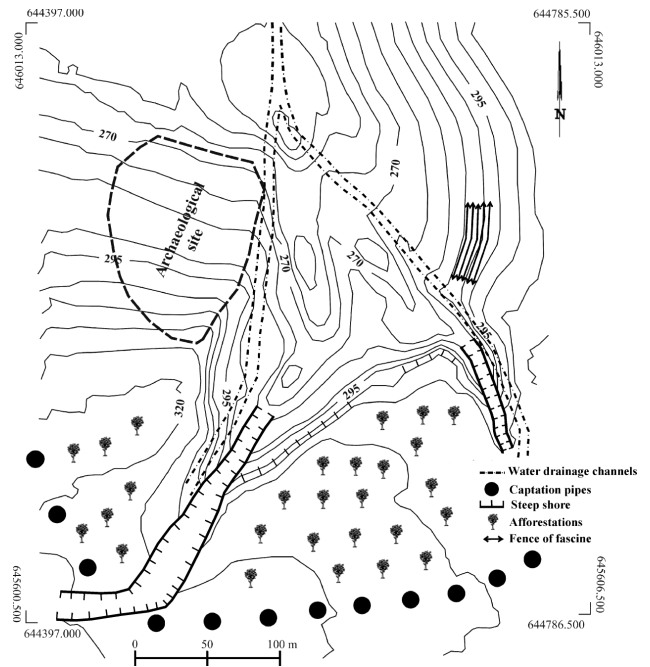 644397.000
644785.500
646013.000
646013.000
295
N
270
270
Archaeological
site
295
270
270
295
295
295
320
Water drainage channels
Captation pipes
Steep shore
Afforestations
Fence of fascine
645600.500
645606.500
644397.000
644786.500
0 50 100 m